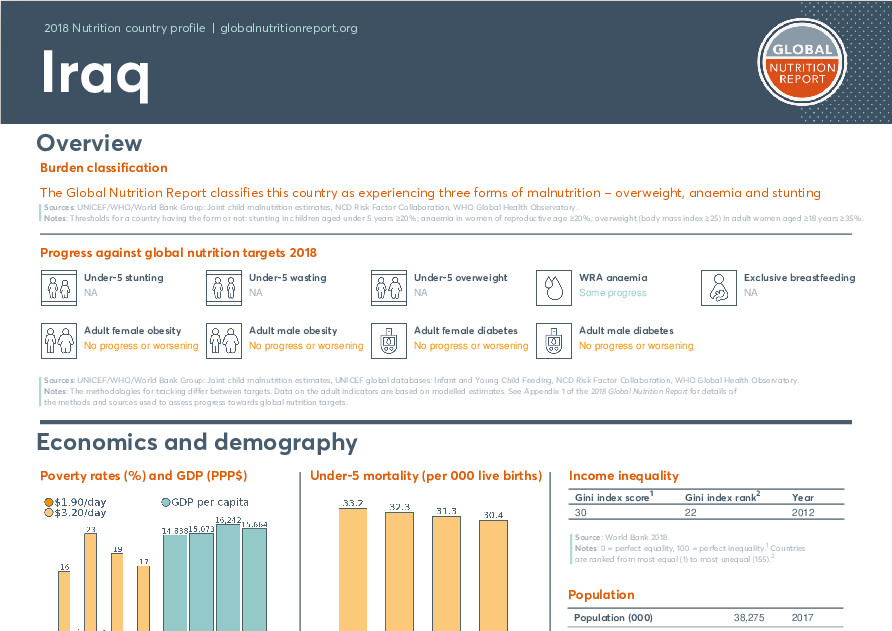 2018 Nutrition country profile | globalnutritionreport.org
Iraq
GLOBAL
NUTRITION
REPORT
Overview
Burden classification
The Global Nutrition Report classifies this country as experiencing three forms of malnutrition – overweight, anaemia and stunting
Sources: UNICEF/WHO/World Bank Group: Joint child malnutrition estimates, NCD Risk Factor Collaboration, WHO Global Health Observatory.
Notes: Thresholds for a country having the form or not: stunting in children aged under 5 years ≥20%; anaemia in women of reproductive age ≥20%; overweight (body mass index ≥25) in adult women aged ≥18 years ≥35%.
Progress against global nutrition targets 2018
Under-5 stunting
NA
Under-5 wasting
NA
Under-5 overweight
NA
WRA anaemia
Some progress
Exclusive breastfeeding
NA
Adult female obesity
No progress or worsening
Adult male obesity
No progress or worsening
Adult female diabetes
No progress or worsening
Adult male diabetes
No progress or worsening
Sources: UNICEF/WHO/World Bank Group: Joint child malnutrition estimates, UNICEF global databases: Infant and Young Child Feeding, NCD Risk Factor Collaboration, WHO Global Health Observatory.
Notes: The methodologies for tracking differ between targets. Data on the adult indicators are based on modelled estimates. See Appendix 1 of the 2018 Global Nutrition Report for details of
the methods and sources used to assess progress towards global nutrition targets.
Economics and demography
Poverty rates (%) and GDP (PPP$)
$1.90/day
$3.20/day
GDP per capita
16
23
19
17
14,838
15,673
16,242
15,664
Under-5 mortality (per 000 live births)
33.2
32.3
31.3
30.4
Income inequality
Gini index score1 Gini index rank2 Year
30 22 2012
Source: World Bank 2018.
Notes: 0 = perfect equality, 100 = perfect inequality.1 Countries
are ranked from most equal (1) to most unequal (155).2
Population
Population (000) 38,275 2017